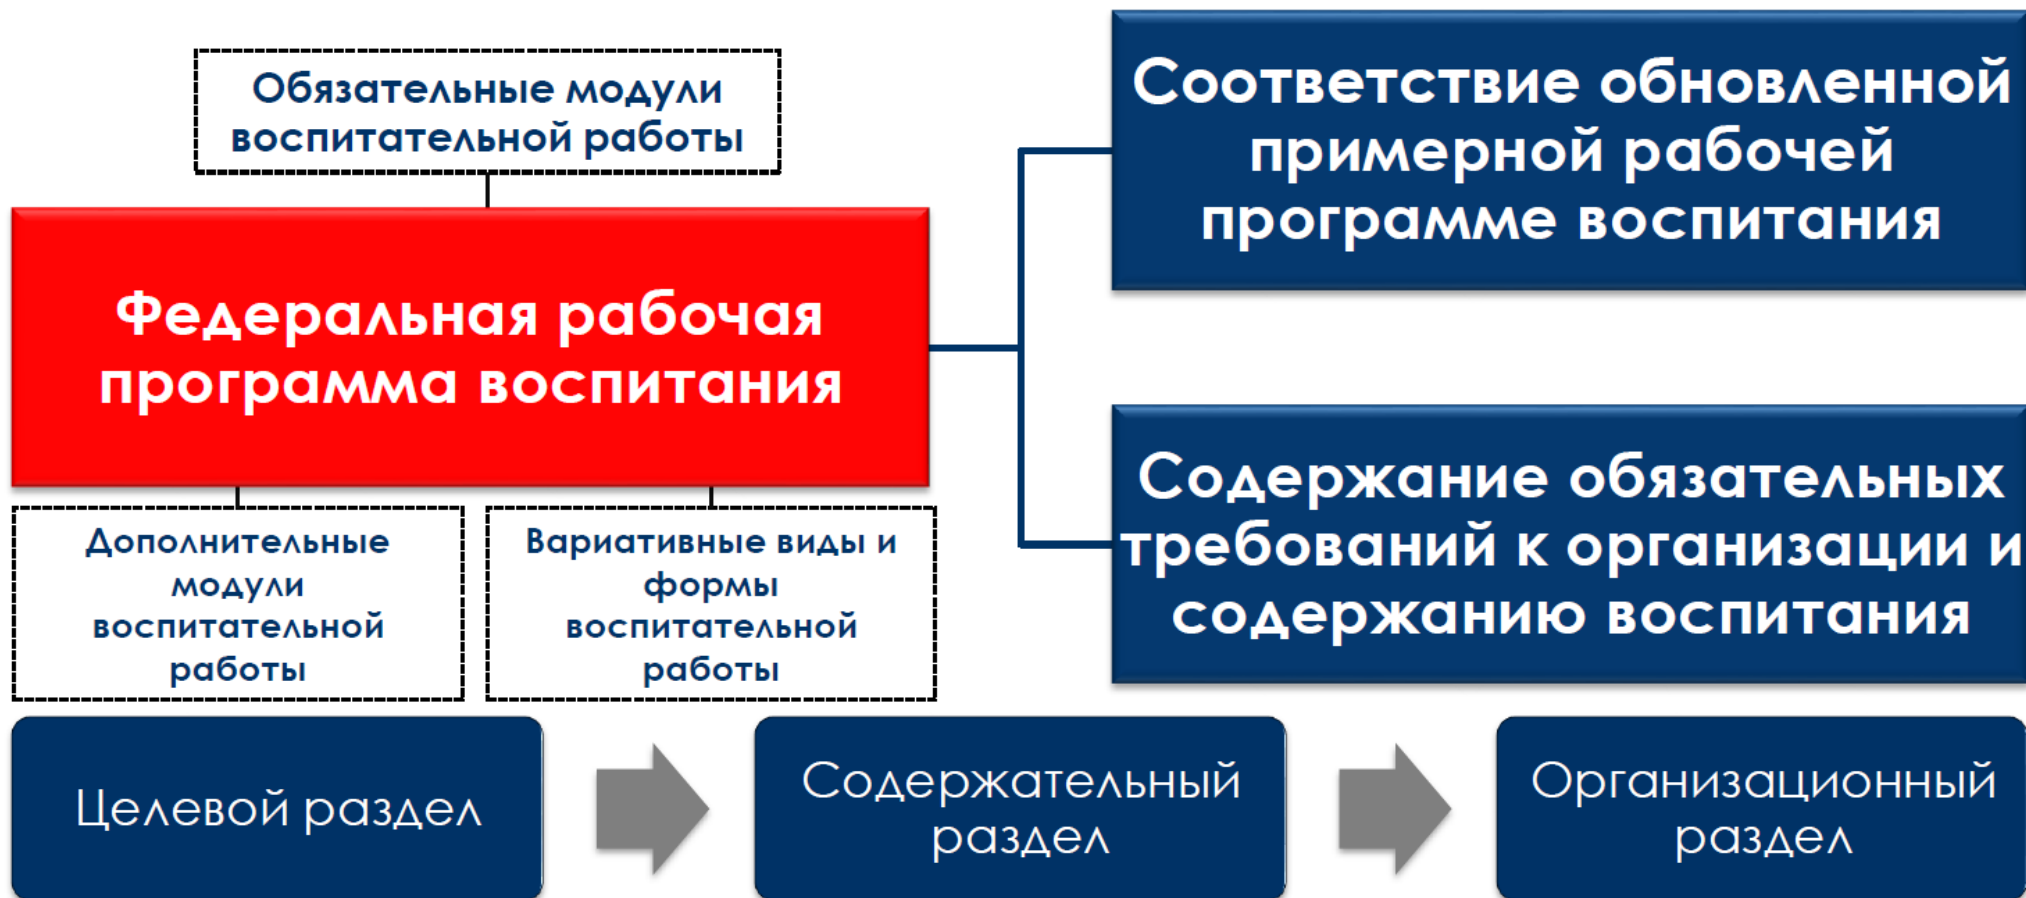 Обязательные модули
воспитательной работы
Федеральная рабочая
программа воспитания
Дополнительные
модули
воспитательной
работы
Вариативные виды и
формы
воспитательной
работы
Соответствие обновленной
примерной рабочей
программе воспитания
Содержание обязательных
требований к организации и
содержанию воспитания
Целевой раздел
Содержательный
раздел
Организационный
раздел